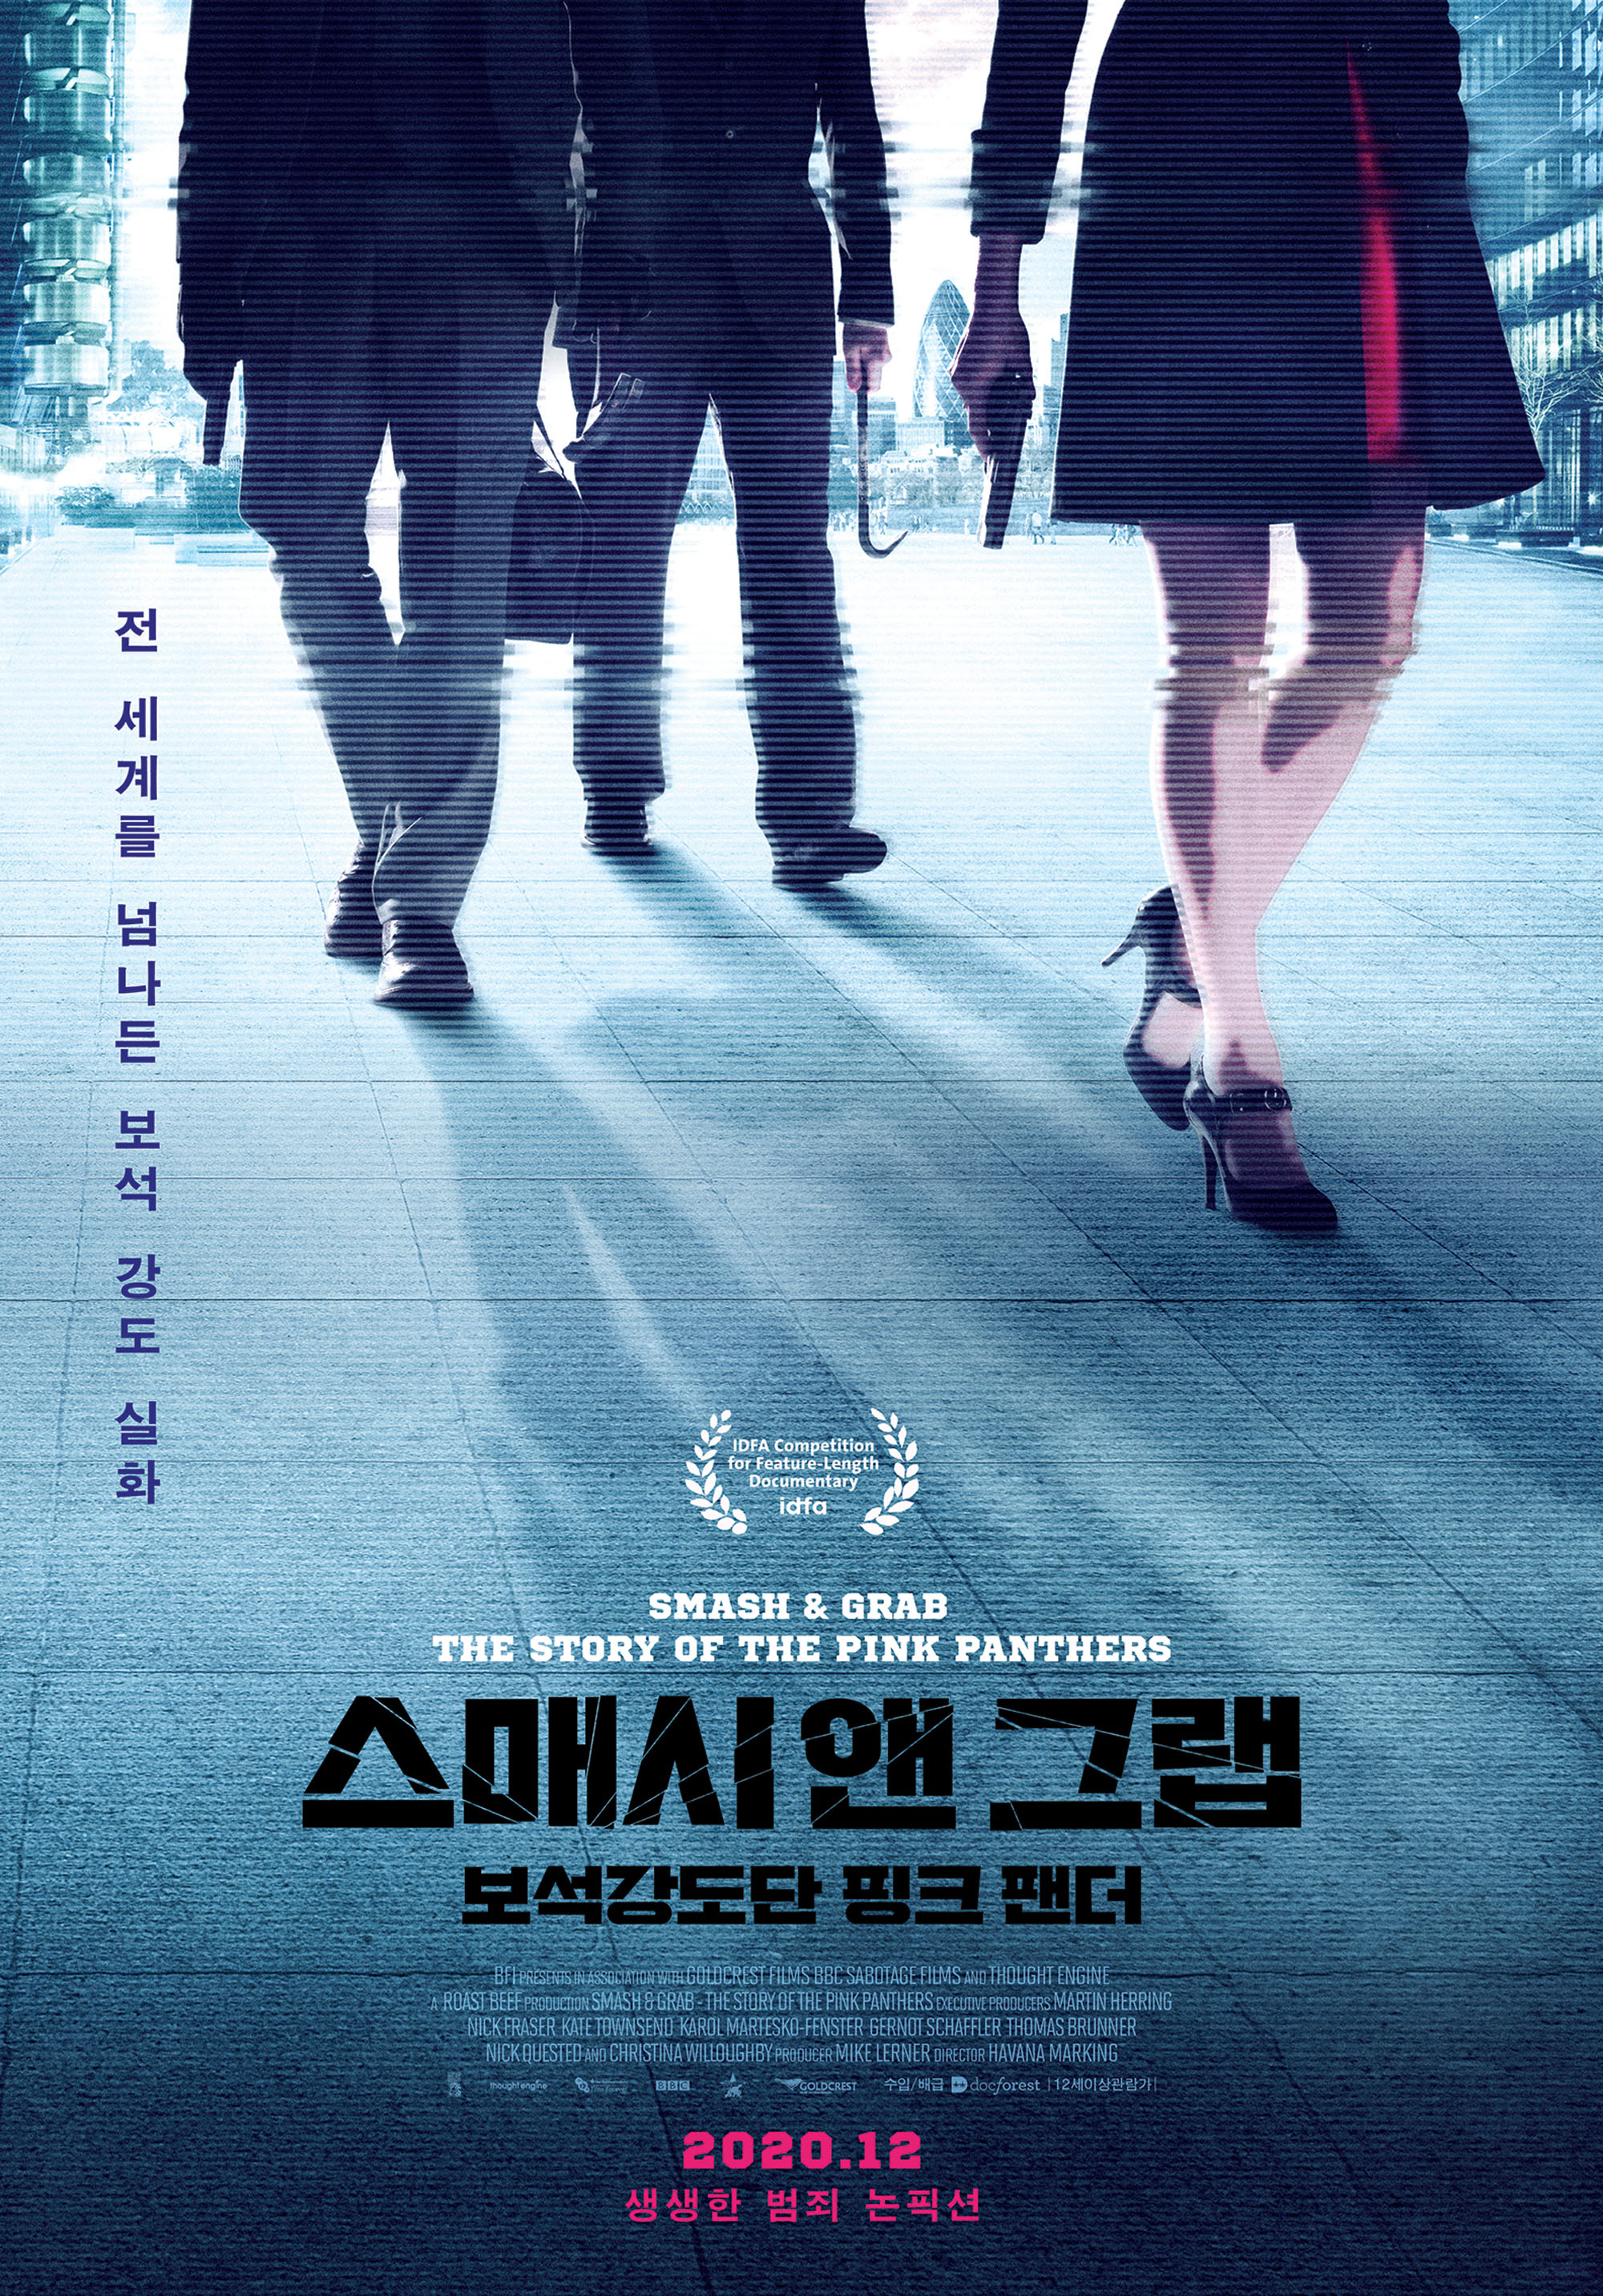 전 세계를 넘나든 보석 강도 실화
IDFA Competition
for Feature-Length
Documentary
idfa
SMASH & GRAB
THE STORY OF THE PINK PANTHERS
스매시 앤 그랩
보석강도단 핑크 팬더
BFI PRESENTS IN ASSOCIATION WITH GOLDCREST FILMS BBC SABOTAGE FILMS AND THOUGHT ENGINE
A ROAST BEEF PRODUCTION SMASH & GRAB - THE STORY OF THE PINK PANTHERS EXECUTIVE PRODUCERS MARTIN HERRING
NICK FRASER KATE TOWNSEND KAROL MARTESKO-FENSTER GERNOT SCHAFFLER THOMAS BRUNNER
NICK QUESTED AND CHRISTINA WILLOUGHBY PRODUCER MIKE LERNER DIRECTOR HAVANA MARKING
thought engine BBC GOLDCREST 수입/배급 docforest | 12세이상관람가 |
2020.12
생생한 범죄 논픽션